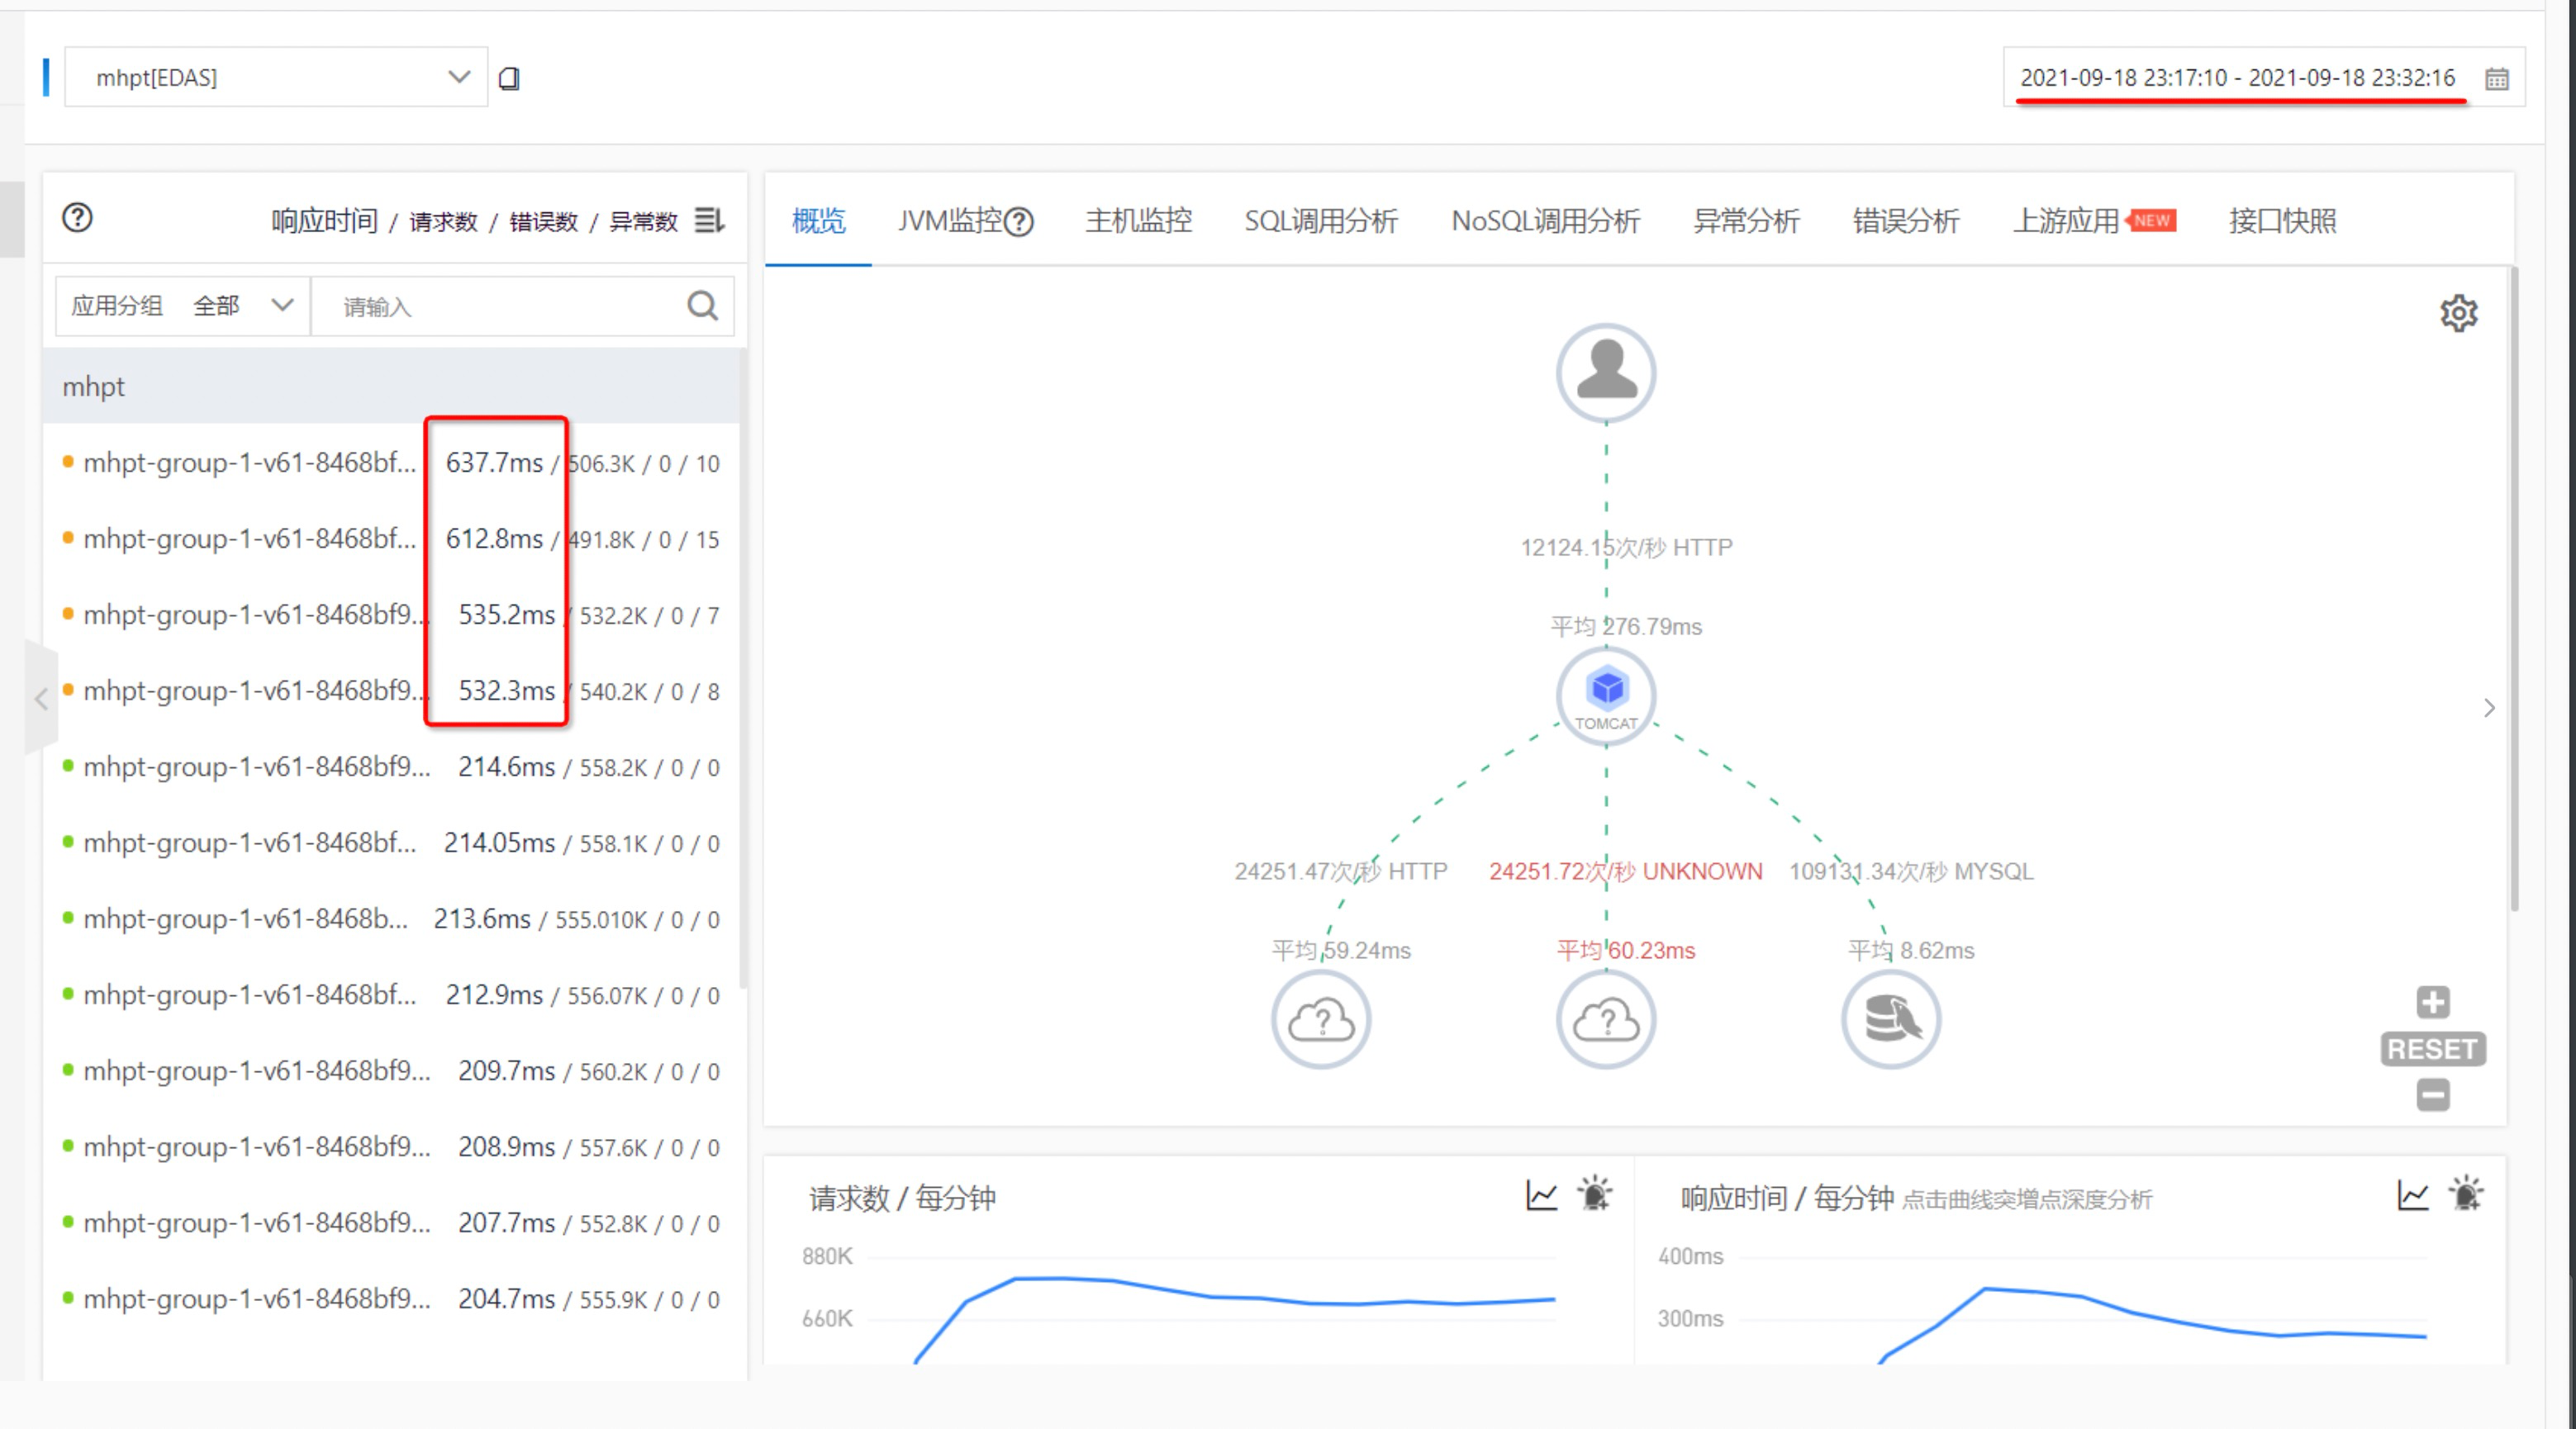 mhpt[EDAS]
2021-09-18 23:17:10 - 2021-09-18 23:32:16
响应时间 / 请求数 / 错误数 / 异常数
应用分组 全部 请输入
mhpt
mhpt-group-1-v61-8468bf... 637.7ms / 506.3K / 0 / 10
mhpt-group-1-v61-8468bf... 612.8ms / 491.8K / 0 / 15
mhpt-group-1-v61-8468bf9... 535.2ms / 532.2K / 0 / 7
mhpt-group-1-v61-8468bf9... 532.3ms / 540.2K / 0 / 8
mhpt-group-1-v61-8468bf9... 214.6ms / 558.2K / 0 / 0
mhpt-group-1-v61-8468bf... 214.05ms / 558.1K / 0 / 0
mhpt-group-1-v61-8468b... 213.6ms / 555.010K / 0 / 0
mhpt-group-1-v61-8468bf... 212.9ms / 556.07K / 0 / 0
mhpt-group-1-v61-8468bf9... 209.7ms / 560.2K / 0 / 0
mhpt-group-1-v61-8468bf9... 208.9ms / 557.6K / 0 / 0
mhpt-group-1-v61-8468bf9... 207.7ms / 552.8K / 0 / 0
mhpt-group-1-v61-8468bf9... 204.7ms / 555.9K / 0 / 0
概览 JVM监控 主机监控 SQL调用分析 NoSQL调用分析 异常分析 错误分析 上游应用 NEW 接口快照
12124.15次/秒 HTTP
平均 276.79ms
TOMCAT
24251.47次/秒 HTTP 24251.72次/秒 UNKNOWN 109131.34次/秒 MYSQL
平均 59.24ms 平均 60.23ms 平均 8.62ms
RESET
请求数 / 每分钟
880K
660K
响应时间 / 每分钟 点击曲线突增点深度分析
400ms
300ms